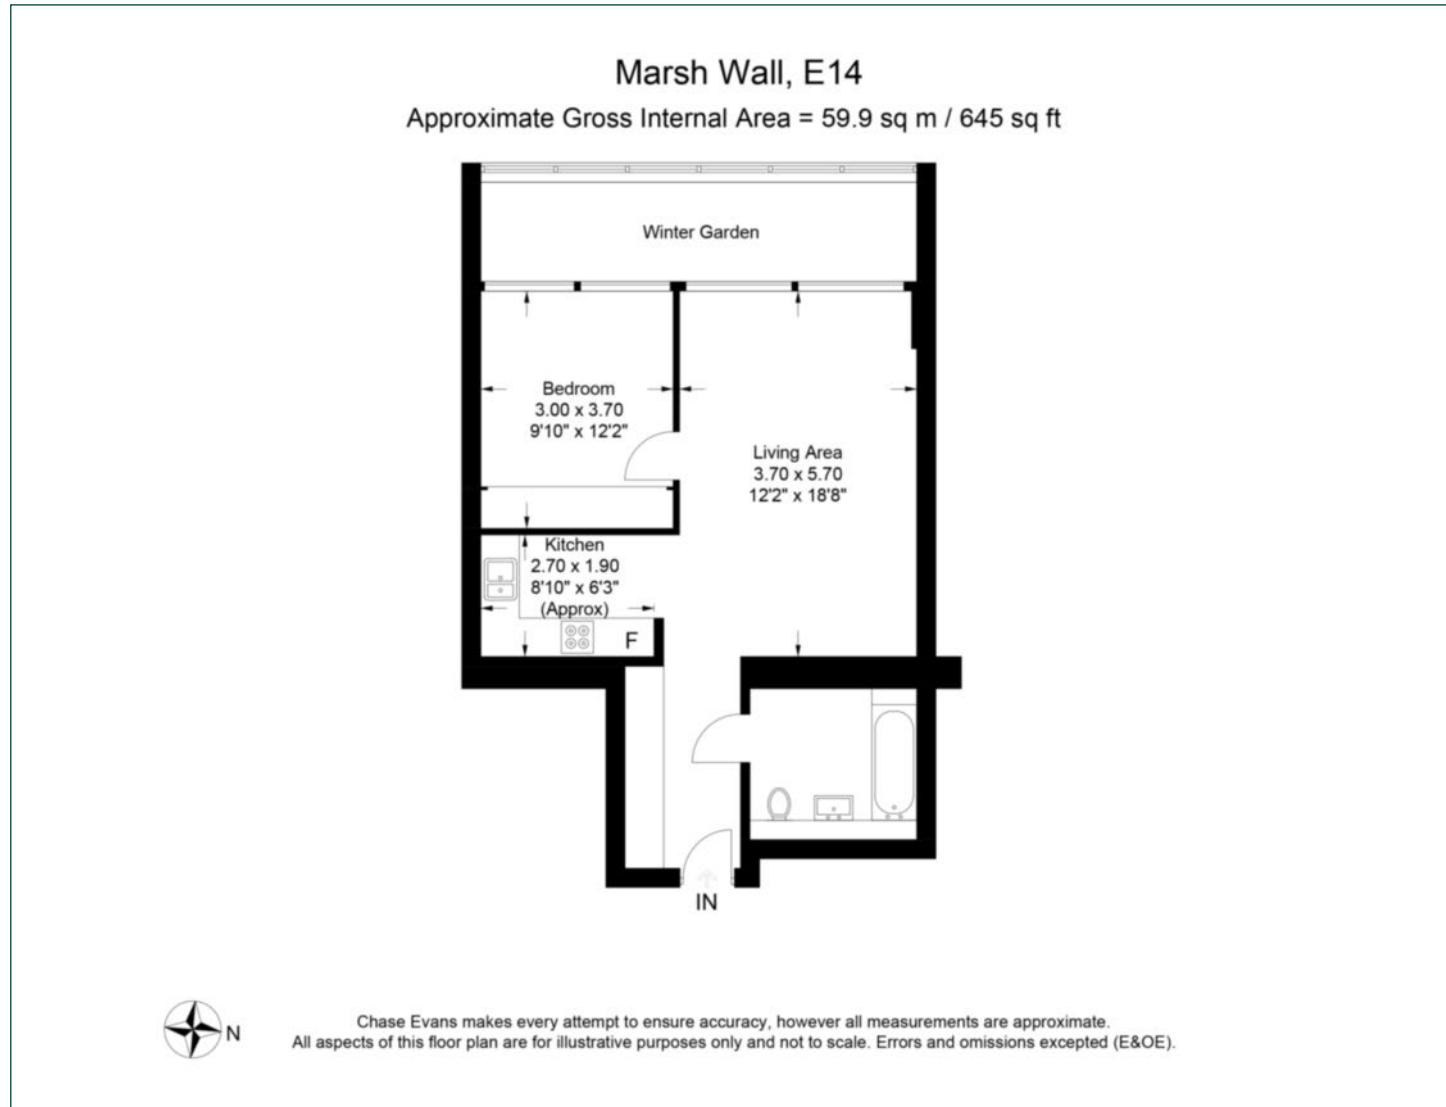 Marsh Wall, E14
Approximate Gross Internal Area = 59.9 sq m / 645 sq ft
Winter Garden
Bedroom
3.00 x 3.70
9'10" x 12'2"
Living Area
3.70 x 5.70
12'2" x 18'8"
Kitchen
2.70 x 1.90
8'10" x 6'3"
(Approx)
F
IN
N
Chase Evans makes every attempt to ensure accuracy, however all measurements are approximate.
All aspects of this floor plan are for illustrative purposes only and not to scale. Errors and omissions excepted (E&OE).